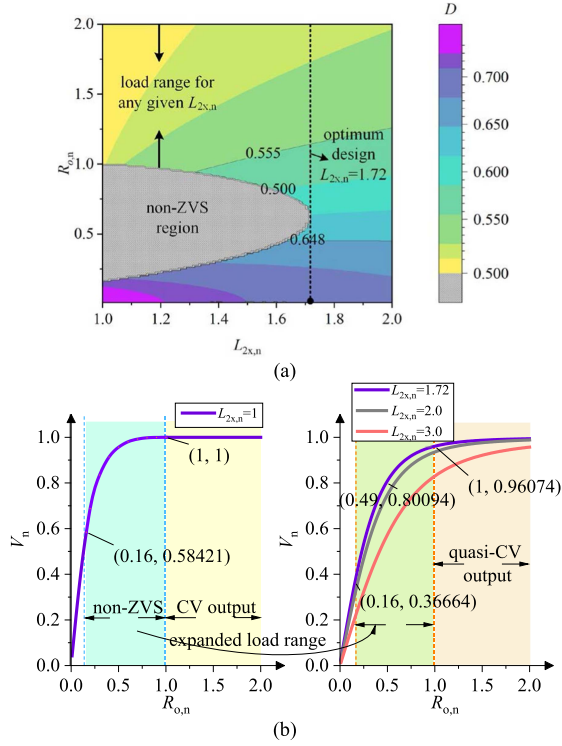 D
2.0
1.5
1.0
0.5
R_o,n
load range for
any given L_2x,n
non-ZVS
region
0.555
0.500
0.648
optimum
design
L_2x,n=1.72
1.0
1.2
1.4
1.6
1.8
2.0
L_2x,n
0.700
0.650
0.600
0.550
0.500
(a)
L_2x,n=1
1.0
0.8
0.6
0.4
0.2
0.0
V_n
(1, 1)
(0.16, 0.58421)
non-ZVS
CV output
expanded load range
0.0
0.5
1.0
1.5
2.0
R_o,n
L_2x,n=1.72
L_2x,n=2.0
L_2x,n=3.0
1.0
0.8
0.6
0.4
0.2
0.0
V_n
(0.49, 0.80094)
(1, 0.96074)
quasi-CV
output
(0.16, 0.36664)
0.0
0.5
1.0
1.5
2.0
R_o,n
(b)